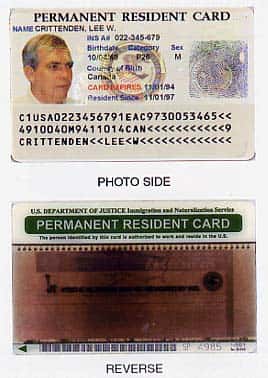 PERMANENT RESIDENT CARD
NAME CRITTENDEN, LEE W.
INS A# 022-345-679
Birthdate Category Sex
10/04/49 P26 M
Country of Birth
Canada
CARD EXPIRES 11/01/94
Resident Since 11/01/97
C1USA0223456791EAC9730053465<<
4910040M9411014CAN<<<<<<<<<<<9
CRITTENDEN<<LEE<W<<<<<<<<<<<<<
PHOTO SIDE
U.S. DEPARTMENT OF JUSTICE Immigration and Naturalization Service
PERMANENT RESIDENT CARD
The person identified by this card is authorized to work and reside in the U.S.
4985
REVERSE